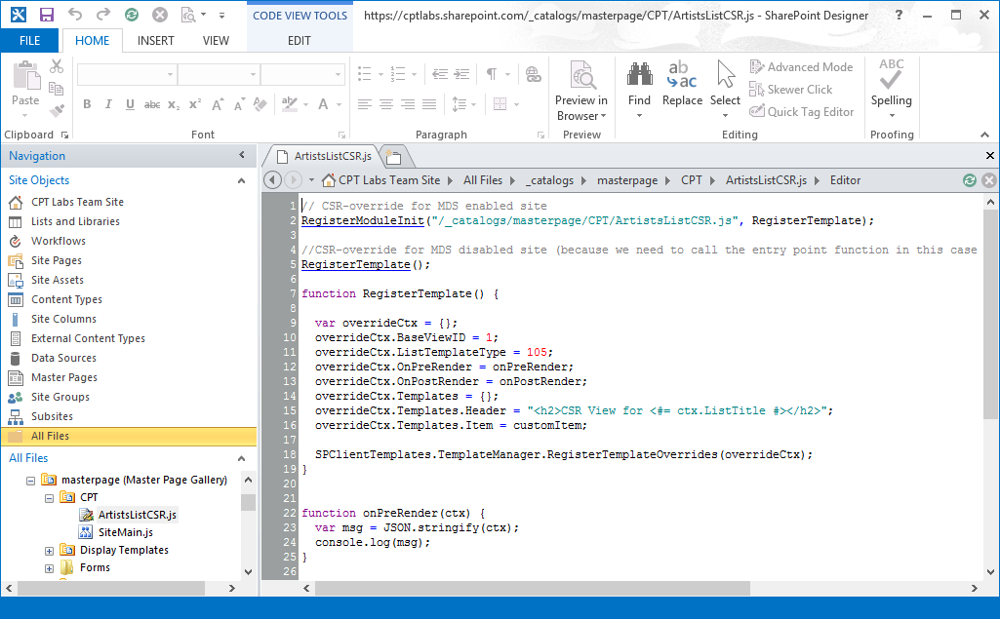 CODE VIEW TOOLS
https://cptlabs.sharepoint.com/_catalogs/masterpage/CPT/ArtistsListCSR.js - SharePoint Designer
FILE HOME INSERT VIEW EDIT
Paste
Clipboard
B I U abc x₂ x² A A A
Font
Paragraph
Preview in Browser
Preview
ab ac
Find Replace Select
Advanced Mode
Skewer Click
Quick Tag Editor
Editing
ABC
Spelling
Proofing
Navigation
Site Objects
CPT Labs Team Site
Lists and Libraries
Workflows
Site Pages
Site Assets
Content Types
Site Columns
External Content Types
Data Sources
Master Pages
Site Groups
Subsites
All Files
All Files
masterpage (Master Page Gallery)
CPT
ArtistsListCSR.js
SiteMain.js
Display Templates
Forms
ArtistsListCSR.js
CPT Labs Team Site All Files _catalogs masterpage CPT ArtistsListCSR.js Editor
1 // CSR-override for MDS enabled site
2 RegisterModuleInit("/_catalogs/masterpage/CPT/ArtistsListCSR.js", RegisterTemplate);
3
4 //CSR-override for MDS disabled site (because we need to call the entry point function in this case
5 RegisterTemplate();
6
7 function RegisterTemplate() {
8
9 var overrideCtx = {};
10 overrideCtx.BaseViewID = 1;
11 overrideCtx.ListTemplateType = 105;
12 overrideCtx.OnPreRender = onPreRender;
13 overrideCtx.OnPostRender = onPostRender;
14 overrideCtx.Templates = {};
15 overrideCtx.Templates.Header = "<h2>CSR View for <#= ctx.ListTitle #></h2>";
16 overrideCtx.Templates.Item = customItem;
17
18 SPClientTemplates.TemplateManager.RegisterTemplateOverrides(overrideCtx);
19 }
20
21
22 function onPreRender(ctx) {
23 var msg = JSON.stringify(ctx);
24 console.log(msg);
25 }
26